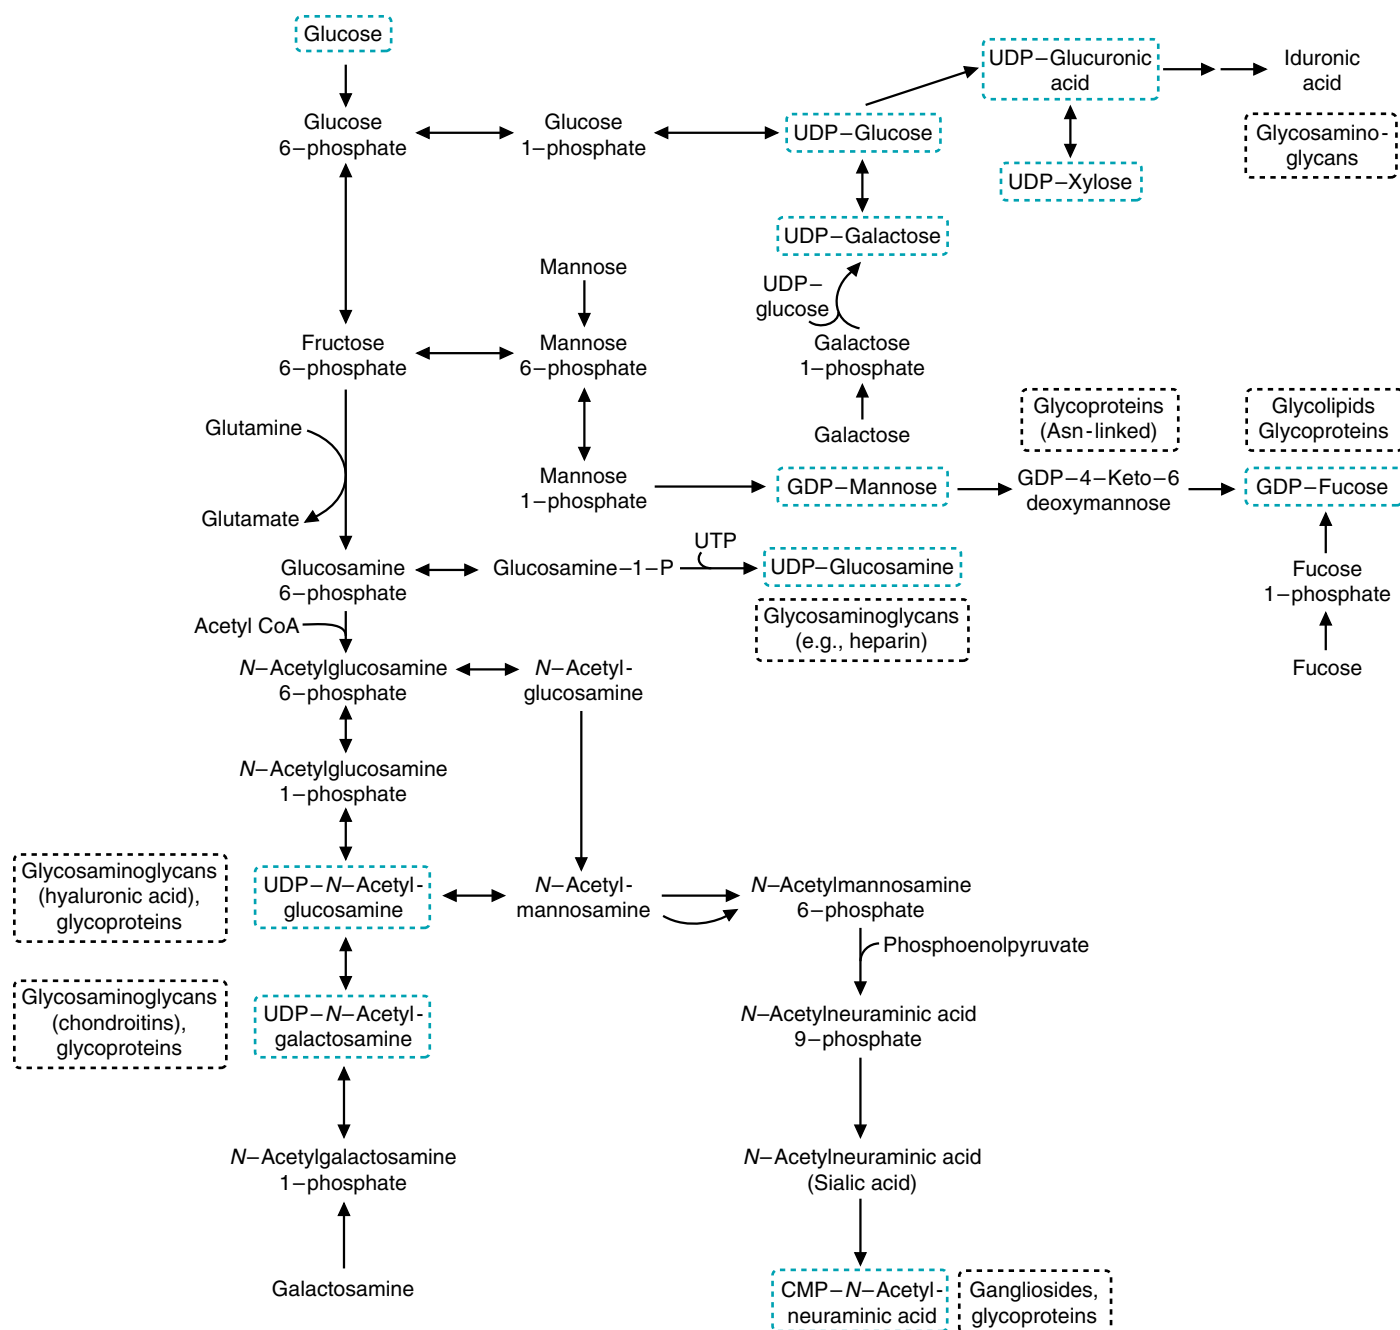 Glucose
Glucose
6–phosphate
Glucose
1–phosphate
UDP–Glucose
UDP–Glucuronic
acid
Iduronic
acid
Glycosamino-
glycans
UDP–Xylose
UDP–Galactose
Mannose
UDP–
glucose
Fructose
6–phosphate
Mannose
6–phosphate
Galactose
1–phosphate
Galactose
Glutamine
Glutamate
Mannose
1–phosphate
GDP–Mannose
Glycoproteins
(Asn-linked)
GDP–4–Keto–6
deoxymannose
Glycolipids
Glycoproteins
GDP–Fucose
Fucose
1–phosphate
Fucose
Glucosamine
6–phosphate
Glucosamine–1–P
UTP
UDP–Glucosamine
Glycosaminoglycans
(e.g., heparin)
Acetyl CoA
N–Acetylglucosamine
6–phosphate
N–Acetyl-
glucosamine
N–Acetylglucosamine
1–phosphate
Glycosaminoglycans
(hyaluronic acid),
glycoproteins
UDP–N–Acetyl-
glucosamine
N–Acetyl-
mannosamine
N–Acetylmannosamine
6–phosphate
Phosphoenolpyruvate
Glycosaminoglycans
(chondroitins),
glycoproteins
UDP–N–Acetyl-
galactosamine
N–Acetylneuraminic acid
9–phosphate
N–Acetylgalactosamine
1–phosphate
N–Acetylneuraminic acid
(Sialic acid)
Galactosamine
CMP–N–Acetyl-
neuraminic acid
Gangliosides,
glycoproteins